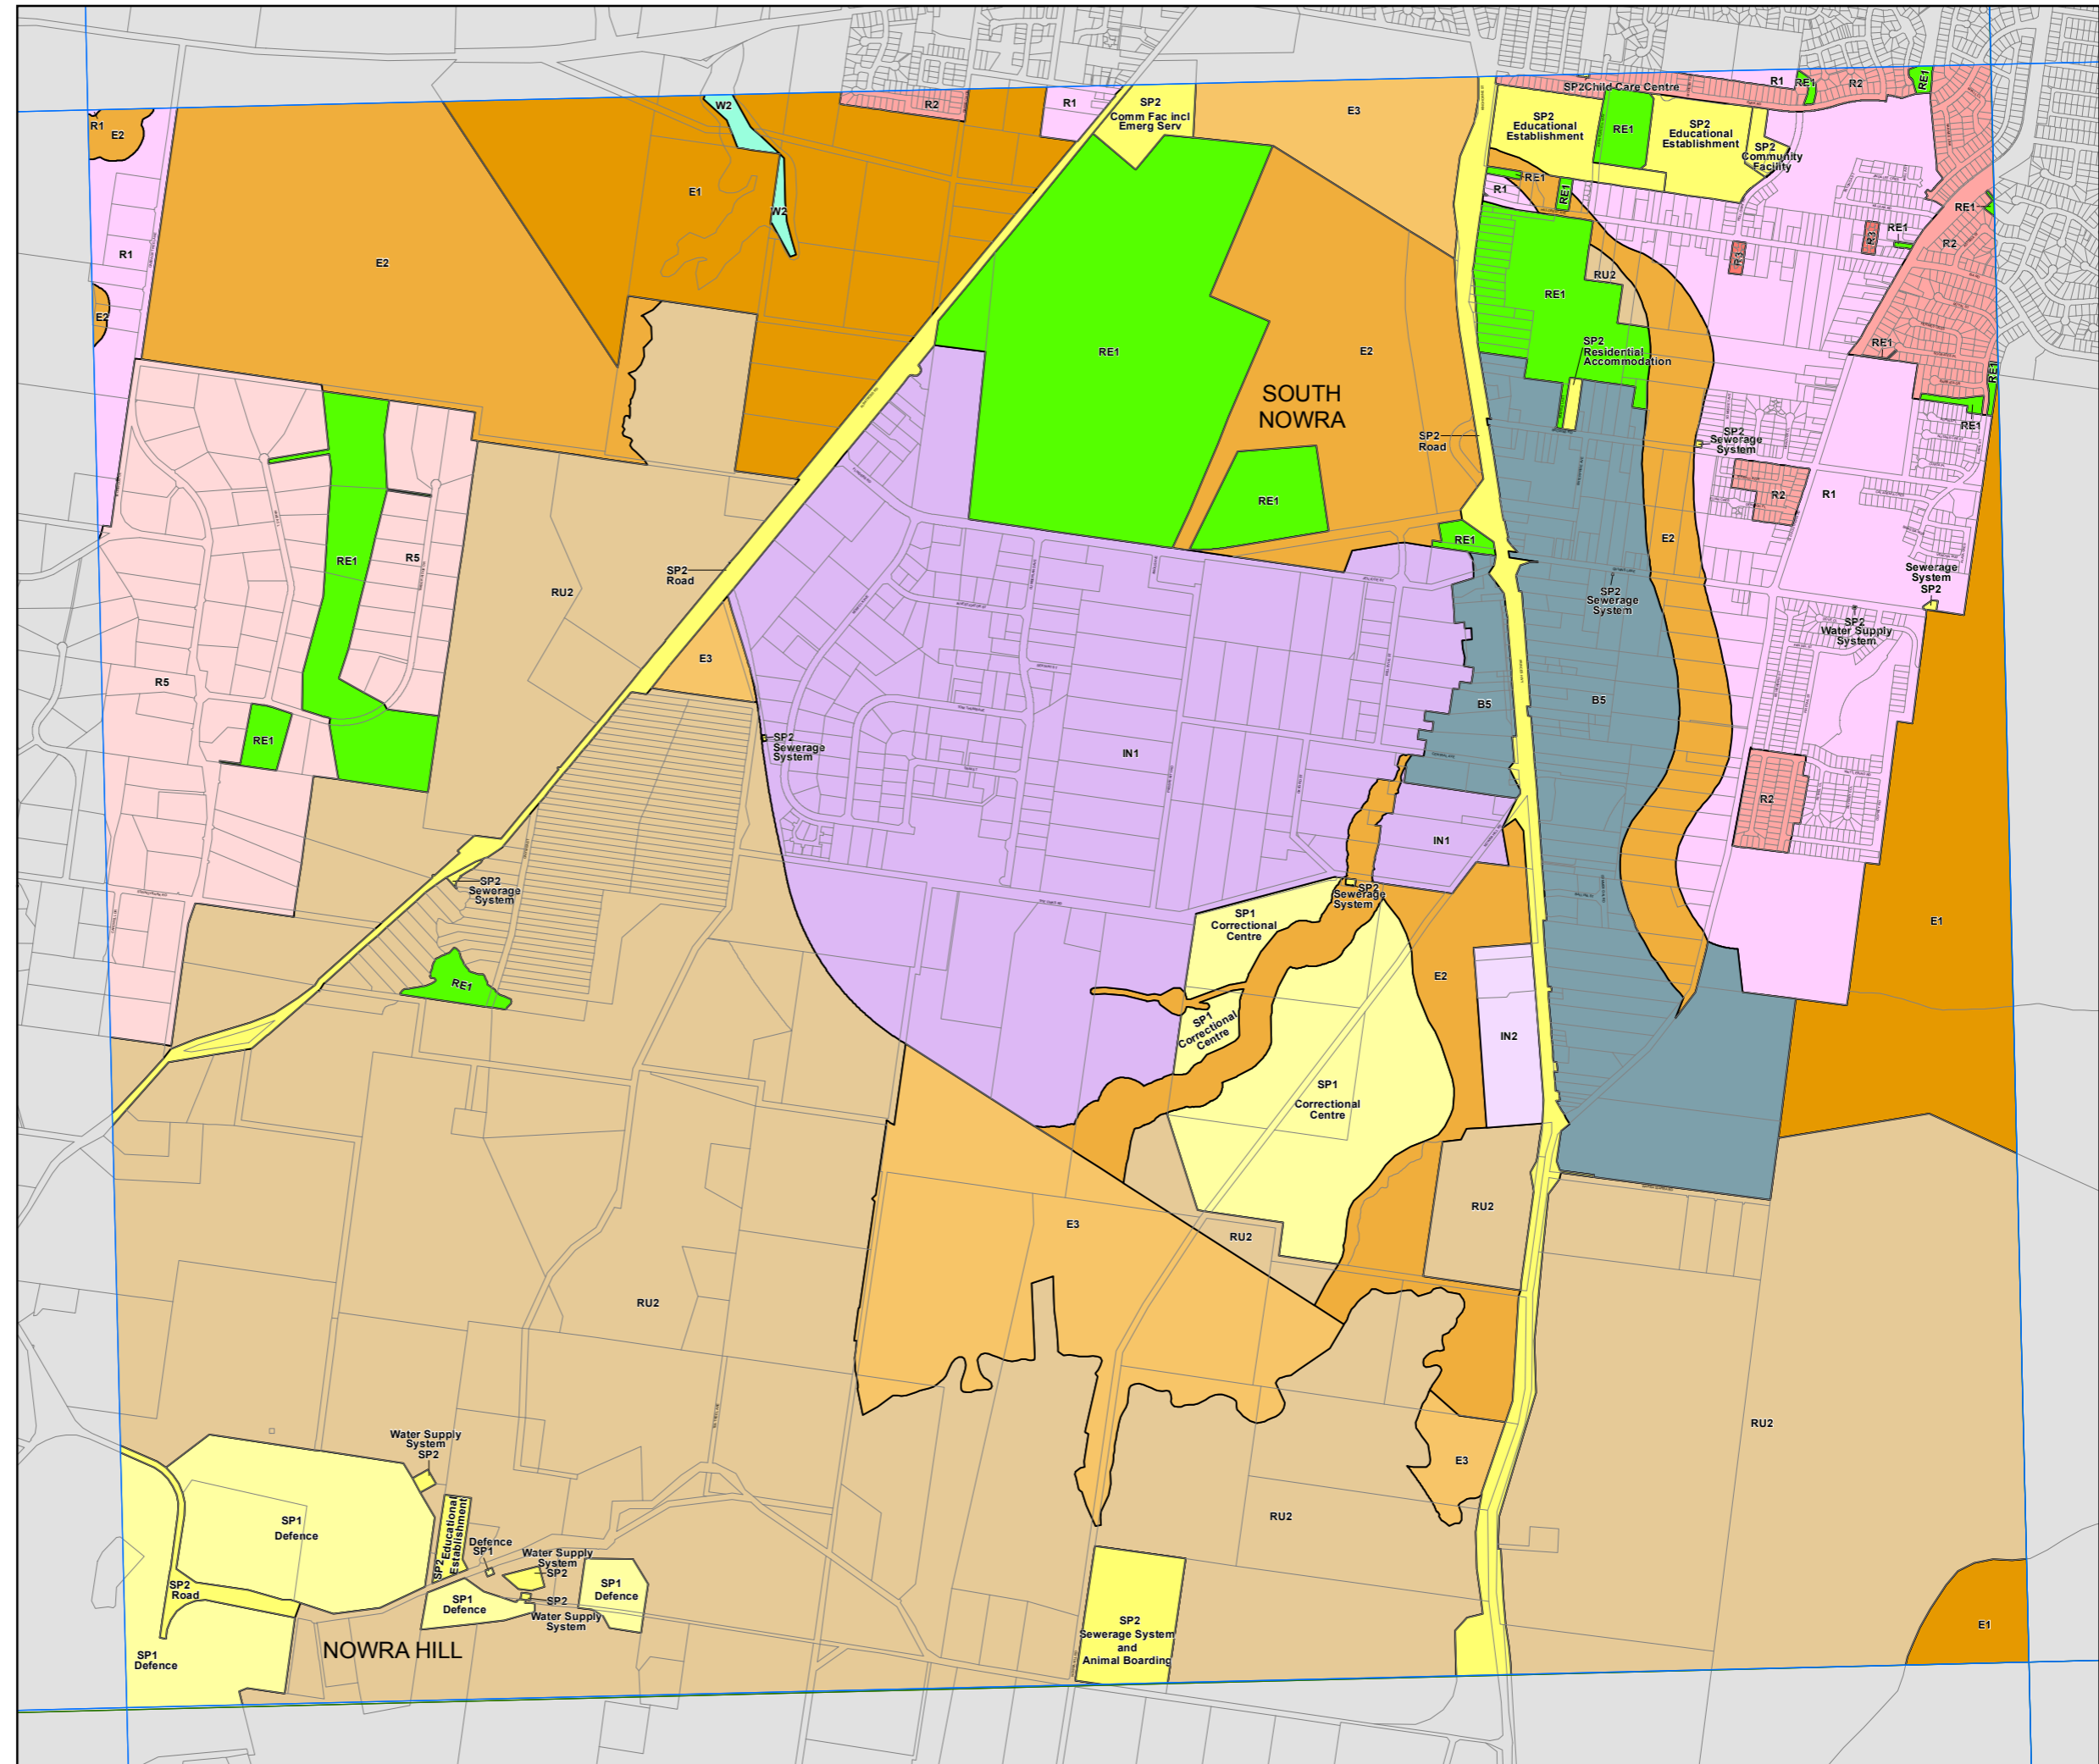 W2
R2
R1
SP2
Comm Fac incl
Emerg Serv
E3
SP2Child Care Centre
R1
RE1
R2
RE1
R1
E2
SP2
Educational
Establishment
RE1
SP2
Educational
Establishment
SP2
Community
Facility
E1
W2
R1
RE1
RE1
RE1
R1
E2
E2
R3
R3
RE1
R2
RU2
RE1
SP2
Residential
Accommodation
RE1
RE1
E2
RE1
SOUTH
NOWRA
RE1
SP2
Road
SP2
Sewerage
System
R2
R1
RE1
RE1
E2
RE1
R5
RU2
SP2
Road
SP2
Sewerage
System
Sewerage
System
SP2
SP2
Water Supply
System
E3
R5
RE1
SP2
Sewerage
System
IN1
B5
B5
R2
IN1
SP2
Sewerage
System
SP2
Sewerage
System
SP1
Correctional
Centre
E1
RE1
E2
SP1
Correctional
Centre
IN2
SP1
Correctional
Centre
E3
RU2
RU2
RU2
RU2
Water Supply
System
SP2
E3
SP1
Defence
SP2 Educational
Establishment
RU2
Defence
SP1
Water Supply
System
SP2
SP2
Road
SP1
Defence
SP2
Water Supply
System
SP1
Defence
SP2
Sewerage System
and
Animal Boarding
E1
NOWRA HILL
SP1
Defence